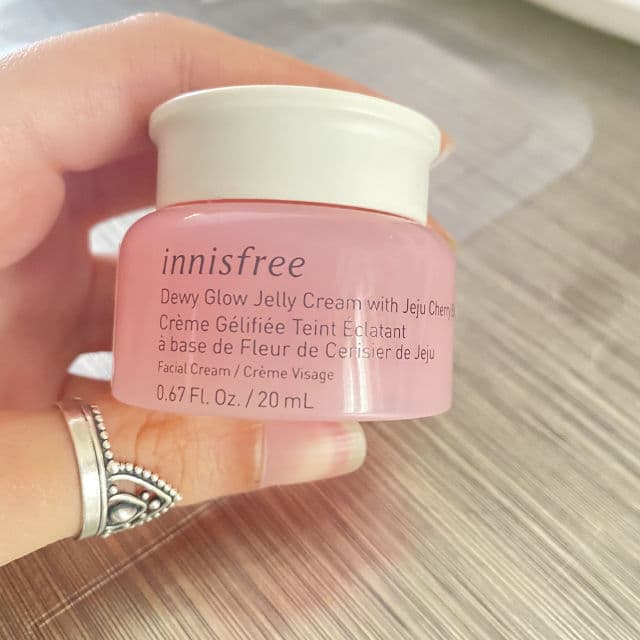 innisfree
Dewy Glow Jelly Cream with Jeju Cherry
Crème Gélifiée Teint Éclatant
à base de Fleur de Cerisier de Jeju
Facial Cream / Crème Visage
0.67 Fl. Oz. / 20 mL